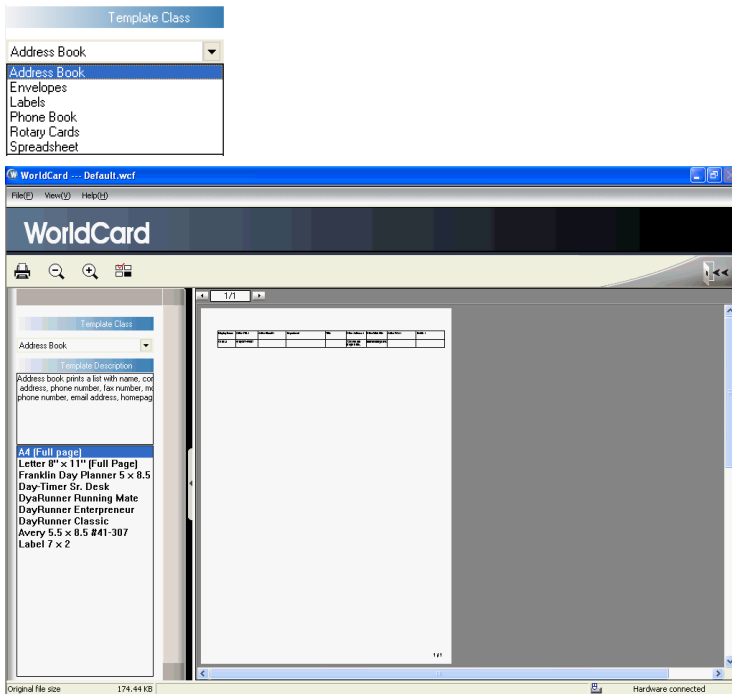 Template Class
Address Book
Address Book
Envelopes
Labels
Phone Book
Rotary Cards
Spreadsheet
WorldCard --- Default.wcf
File(F) View(V) Help(H)
WorldCard
1/1
Template Class
Address Book
Template Description
Address book prints a list with name, cor
address, phone number, fax number, mo
phone number, email address, homepag
A4 (Full page)
Letter 8" x 11" (Full Page)
Franklin Day Planner 5 x 8.5
Day-Timer Sr. Desk
DyaRunner Running Mate
DayRunner Enterpreneur
DayRunner Classic
Avery 5.5 x 8.5 #41-307
Label 7 x 2
1 / 1
Original file size 174.44 KB Hardware connected